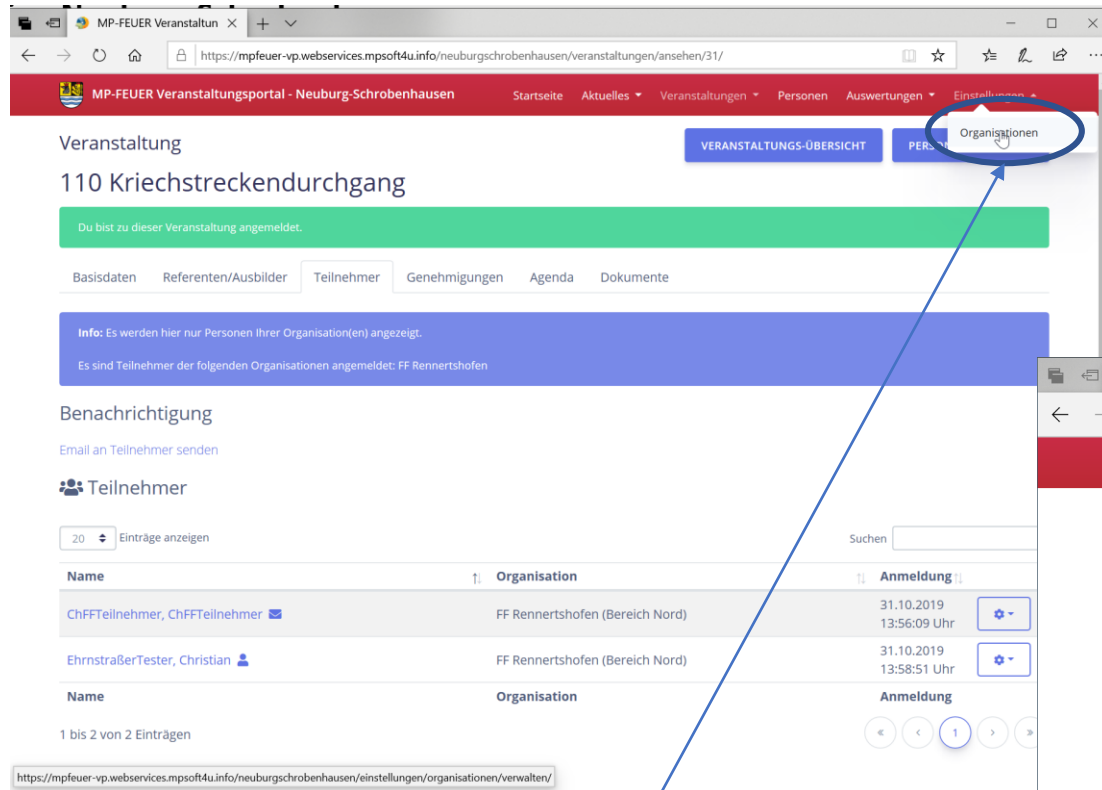 MP-FEUER Veranstaltun
https://mpfeuer-vp.webservices.mpsoft4u.info/neuburgschrobenhausen/veranstaltungen/ansehen/31/
MP-FEUER Veranstaltungsportal - Neuburg-Schrobenhausen Startseite Aktuelles Veranstaltungen Personen Auswertungen Einstellungen
Organisationen
Veranstaltung
VERANSTALTUNGS-ÜBERSICHT
110 Kriechstreckendurchgang
Du bist zu dieser Veranstaltung angemeldet.
Basisdaten Referenten/Ausbilder Teilnehmer Genehmigungen Agenda Dokumente
Info: Es werden hier nur Personen Ihrer Organisation(en) angezeigt.
Es sind Teilnehmer der folgenden Organisationen angemeldet: FF Rennertshofen
Benachrichtigung
Email an Teilnehmer senden
Teilnehmer
20 Einträge anzeigen Suchen
Name Organisation Anmeldung
ChFFTeilnehmer, ChFFTeilnehmer FF Rennertshofen (Bereich Nord) 31.10.2019
13:56:09 Uhr
EhrnstraßerTester, Christian FF Rennertshofen (Bereich Nord) 31.10.2019
13:58:51 Uhr
Name Organisation Anmeldung
1 bis 2 von 2 Einträgen « ‹ 1 › »
https://mpfeuer-vp.webservices.mpsoft4u.info/neuburgschrobenhausen/einstellungen/organisationen/verwalten/